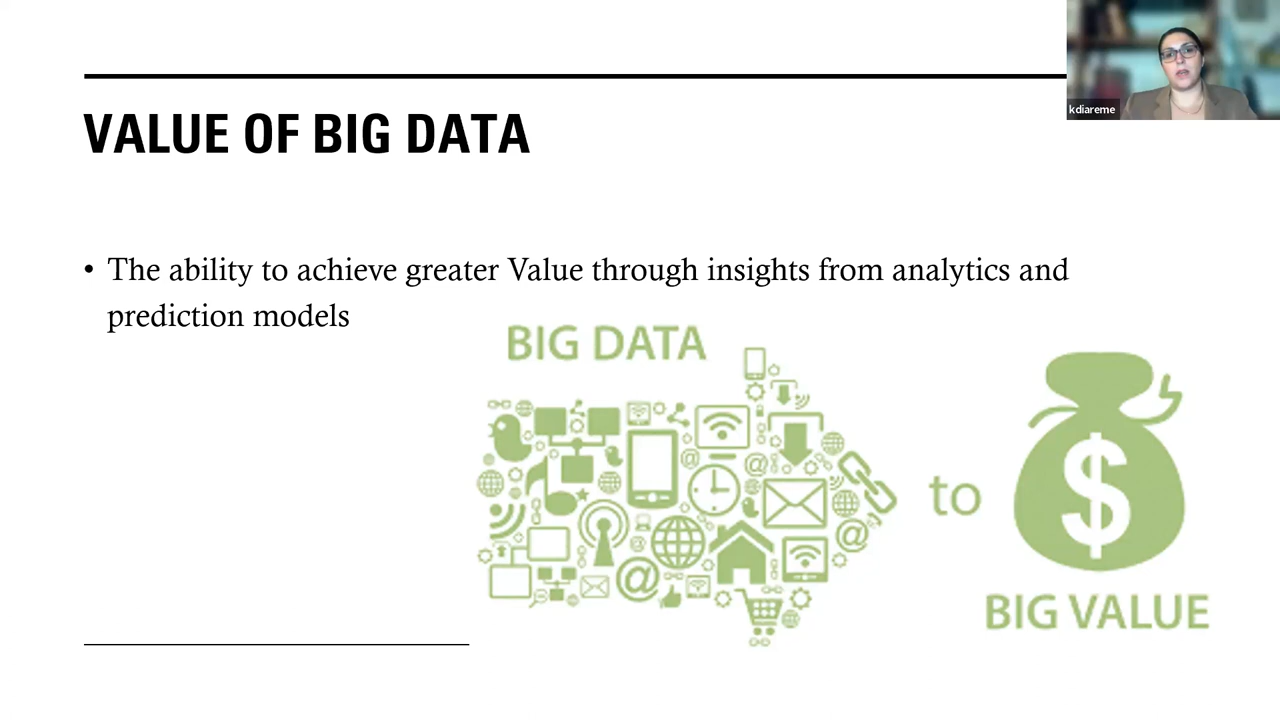 kdiareme
VALUE OF BIG DATA
• The ability to achieve greater Value through insights from analytics and
prediction models
BIG DATA
to
$
BIG VALUE